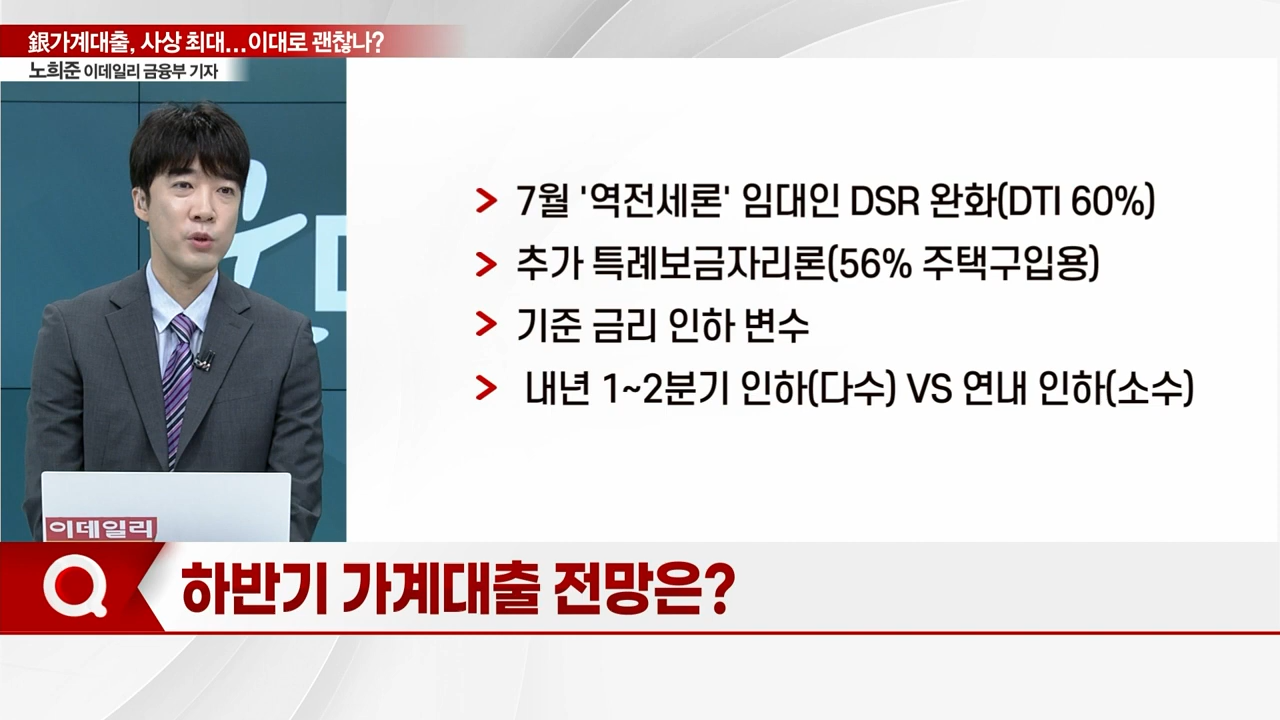 銀가계대출, 사상 최대...이대로 괜찮나?
노희준 이데일리 금융부 기자
> 7월 '역전세론' 임대인 DSR 완화(DTI 60%)
> 추가 특례보금자리론(56% 주택구입용)
> 기준 금리 인하 변수
> 내년 1~2분기 인하(다수) VS 연내 인하(소수)
이데일리
Q 하반기 가계대출 전망은?